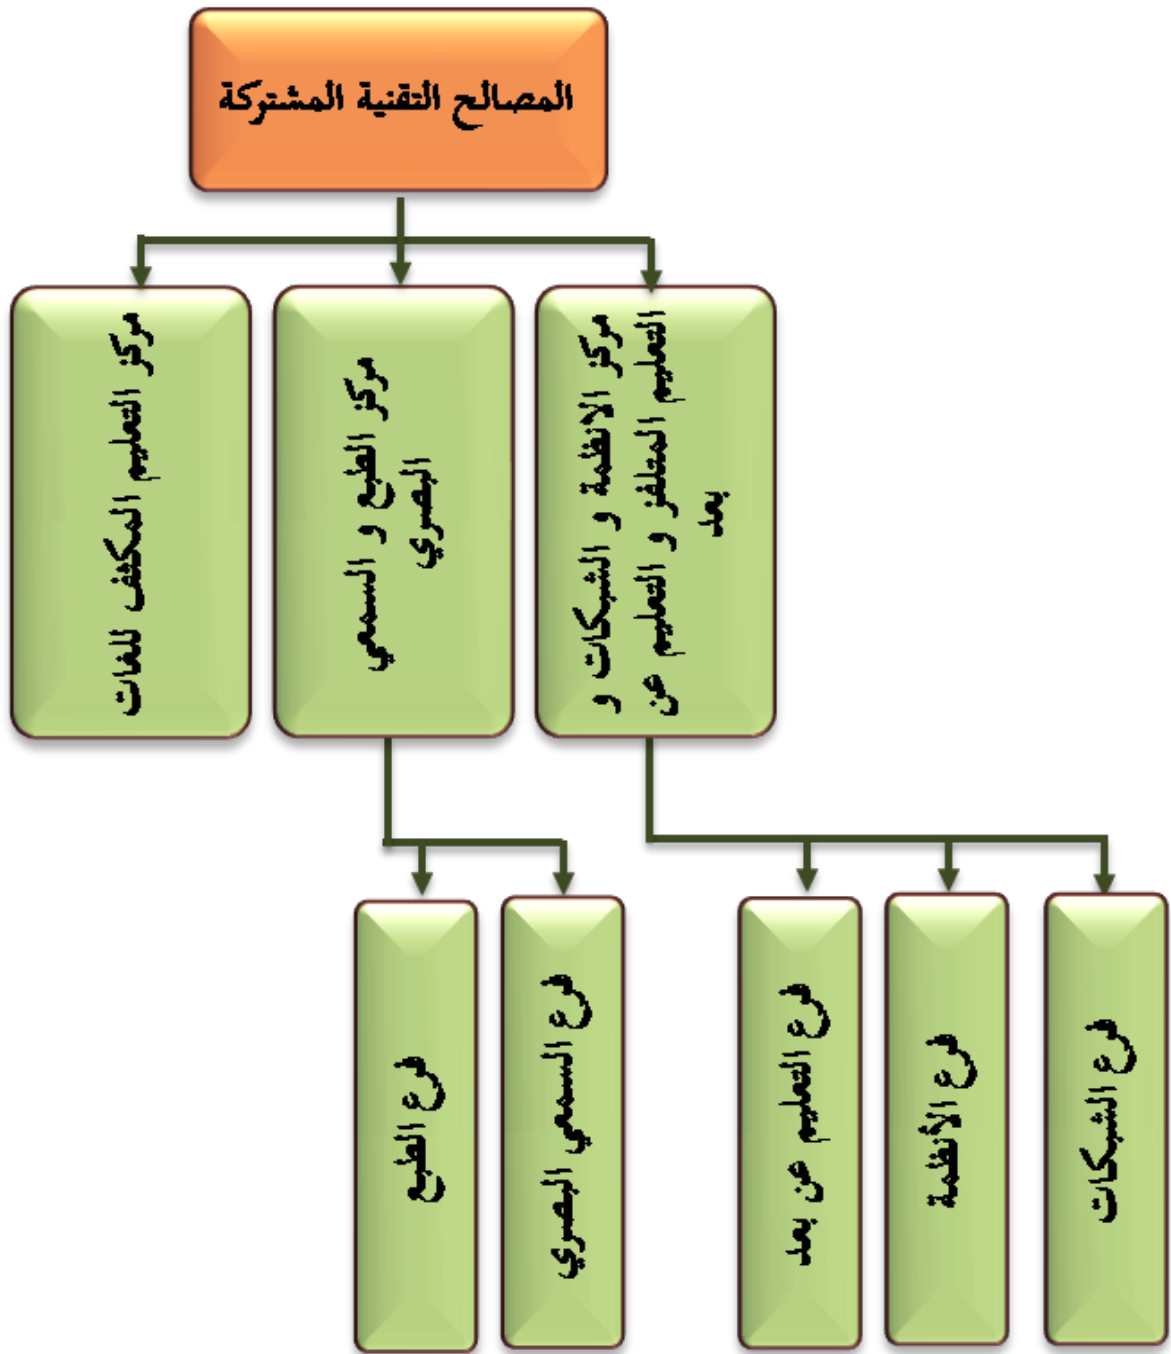 المصالح التقنية المشتركة
مركز الانظمة و الشبكات و
التعليم المتلفز و التعليم عن
بعد
مركز الطبع و السمعي
البصري
مركز التعليم المكثف للغات
فرع الشبكات
فرع الأنظمة
فرع التعليم عن بعد
فرع السمعي البصري
فرع الطبع